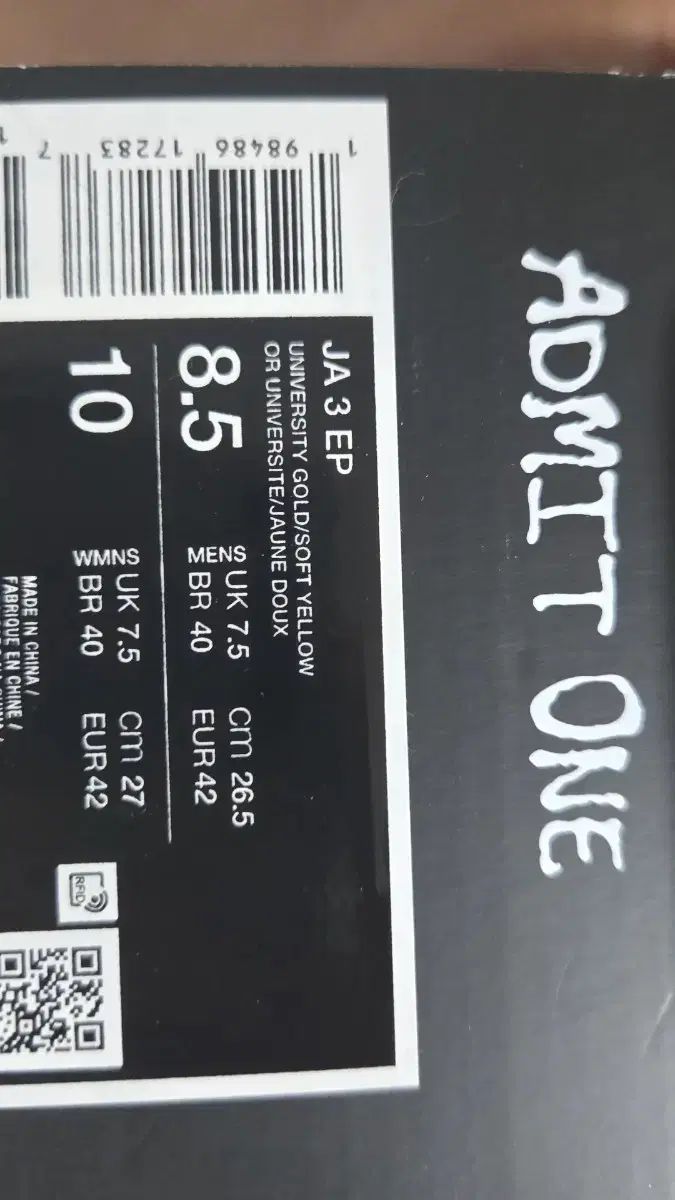 ADMIT ONE
1 98486 17283 7
JA 3 EP
UNIVERSITY GOLD/SOFT YELLOW
OR UNIVERSITE/JAUNE DOUX
8.5
MENS
UK 7.5 cm 26.5
BR 40 EUR 42
10
WMNS
UK 7.5 cm 27
BR 40 EUR 42
RFID
MADE IN CHINA /
FABRIQUE EN CHINE /